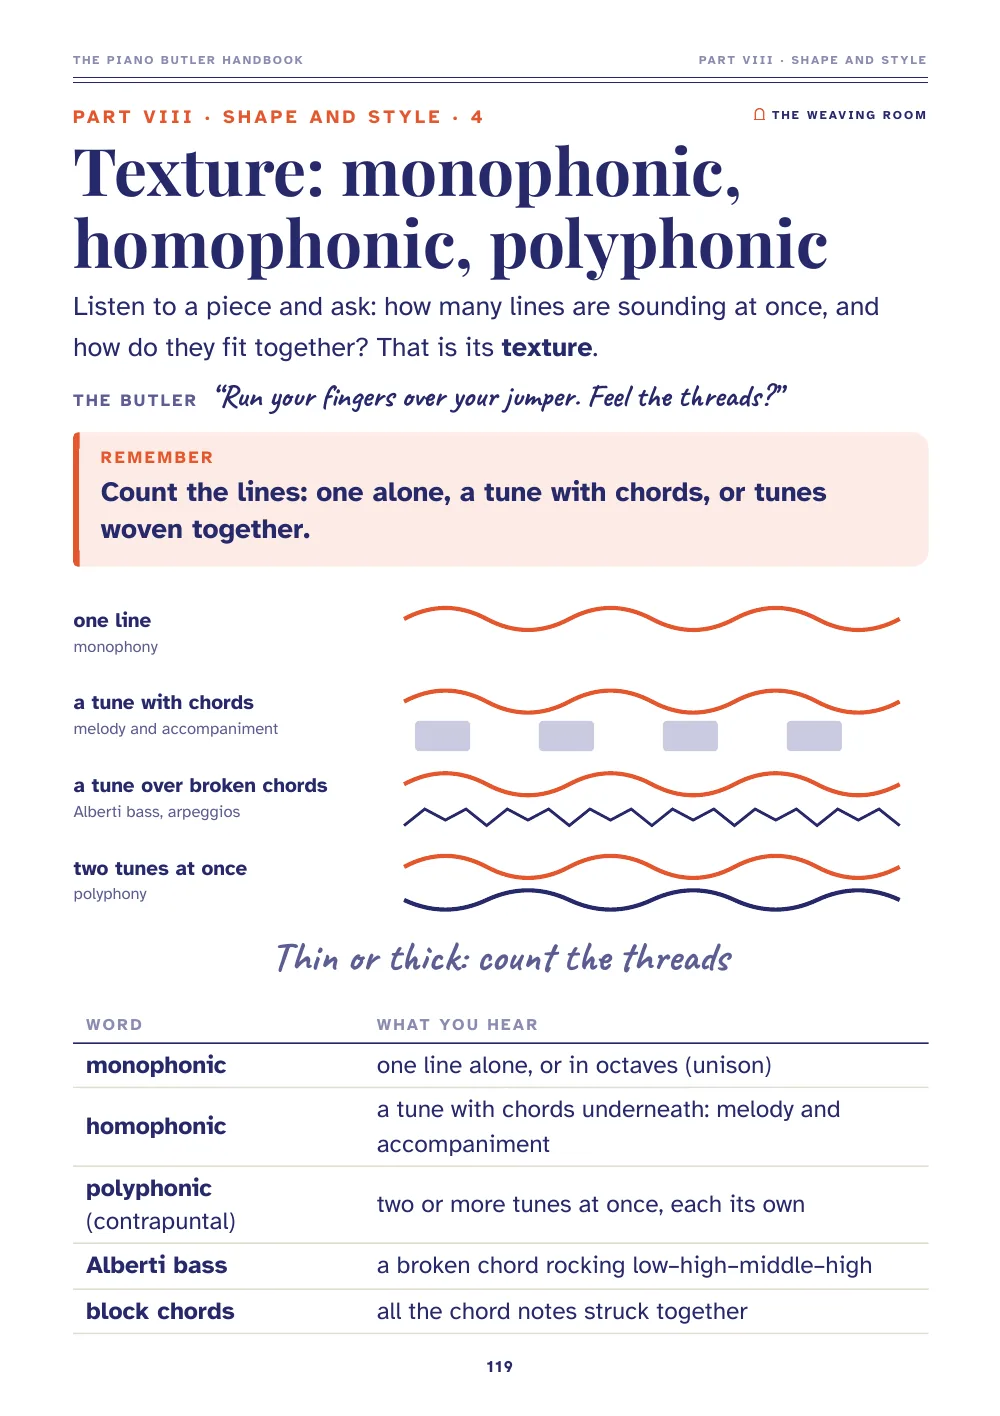 THE PIANO BUTLER HANDBOOK
PART VIII · SHAPE AND STYLE
PART VIII · SHAPE AND STYLE · 4
THE WEAVING ROOM
Texture: monophonic,
homophonic, polyphonic
Listen to a piece and ask: how many lines are sounding at once, and
how do they fit together? That is its texture.
THE BUTLER “Run your fingers over your jumper. Feel the threads?”
REMEMBER
Count the lines: one alone, a tune with chords, or tunes
woven together.
one line
monophony
a tune with chords
melody and accompaniment
a tune over broken chords
Alberti bass, arpeggios
two tunes at once
polyphony
Thin or thick: count the threads
WORD WHAT YOU HEAR
monophonic one line alone, or in octaves (unison)
homophonic a tune with chords underneath: melody and
accompaniment
polyphonic
(contrapuntal) two or more tunes at once, each its own
Alberti bass a broken chord rocking low–high–middle–high
block chords all the chord notes struck together
119